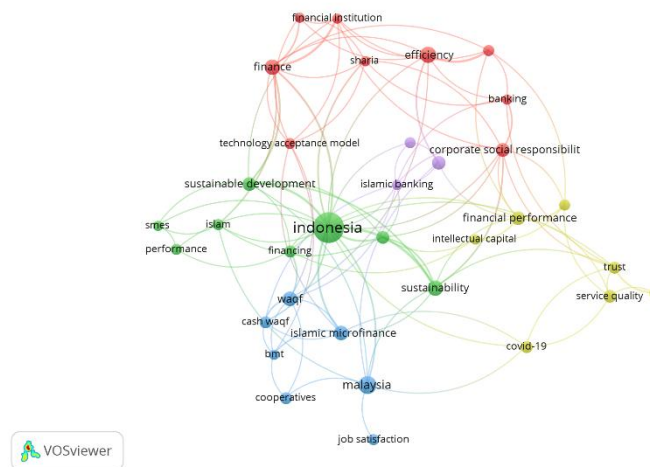 financial institution
efficiency
sharia
finance
banking
technology acceptance model
corporate social responsibilit
sustainable development
islamic banking
smes
islam
indonesia
financial performance
performance
financing
intellectual capital
trust
sustainability
service quality
waqf
cash waqf
islamic microfinance
bmt
covid-19
malaysia
cooperatives
job satisfaction
VOSviewer